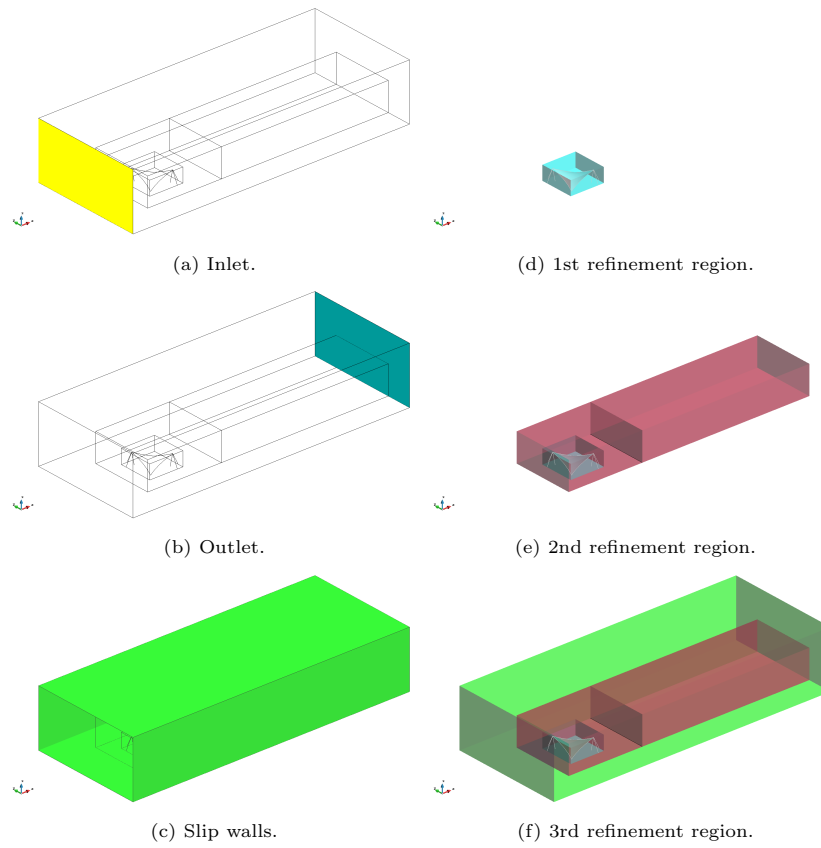 (a) Inlet.
(d) 1st refinement region.
(b) Outlet.
(e) 2nd refinement region.
(c) Slip walls.
(f) 3rd refinement region.